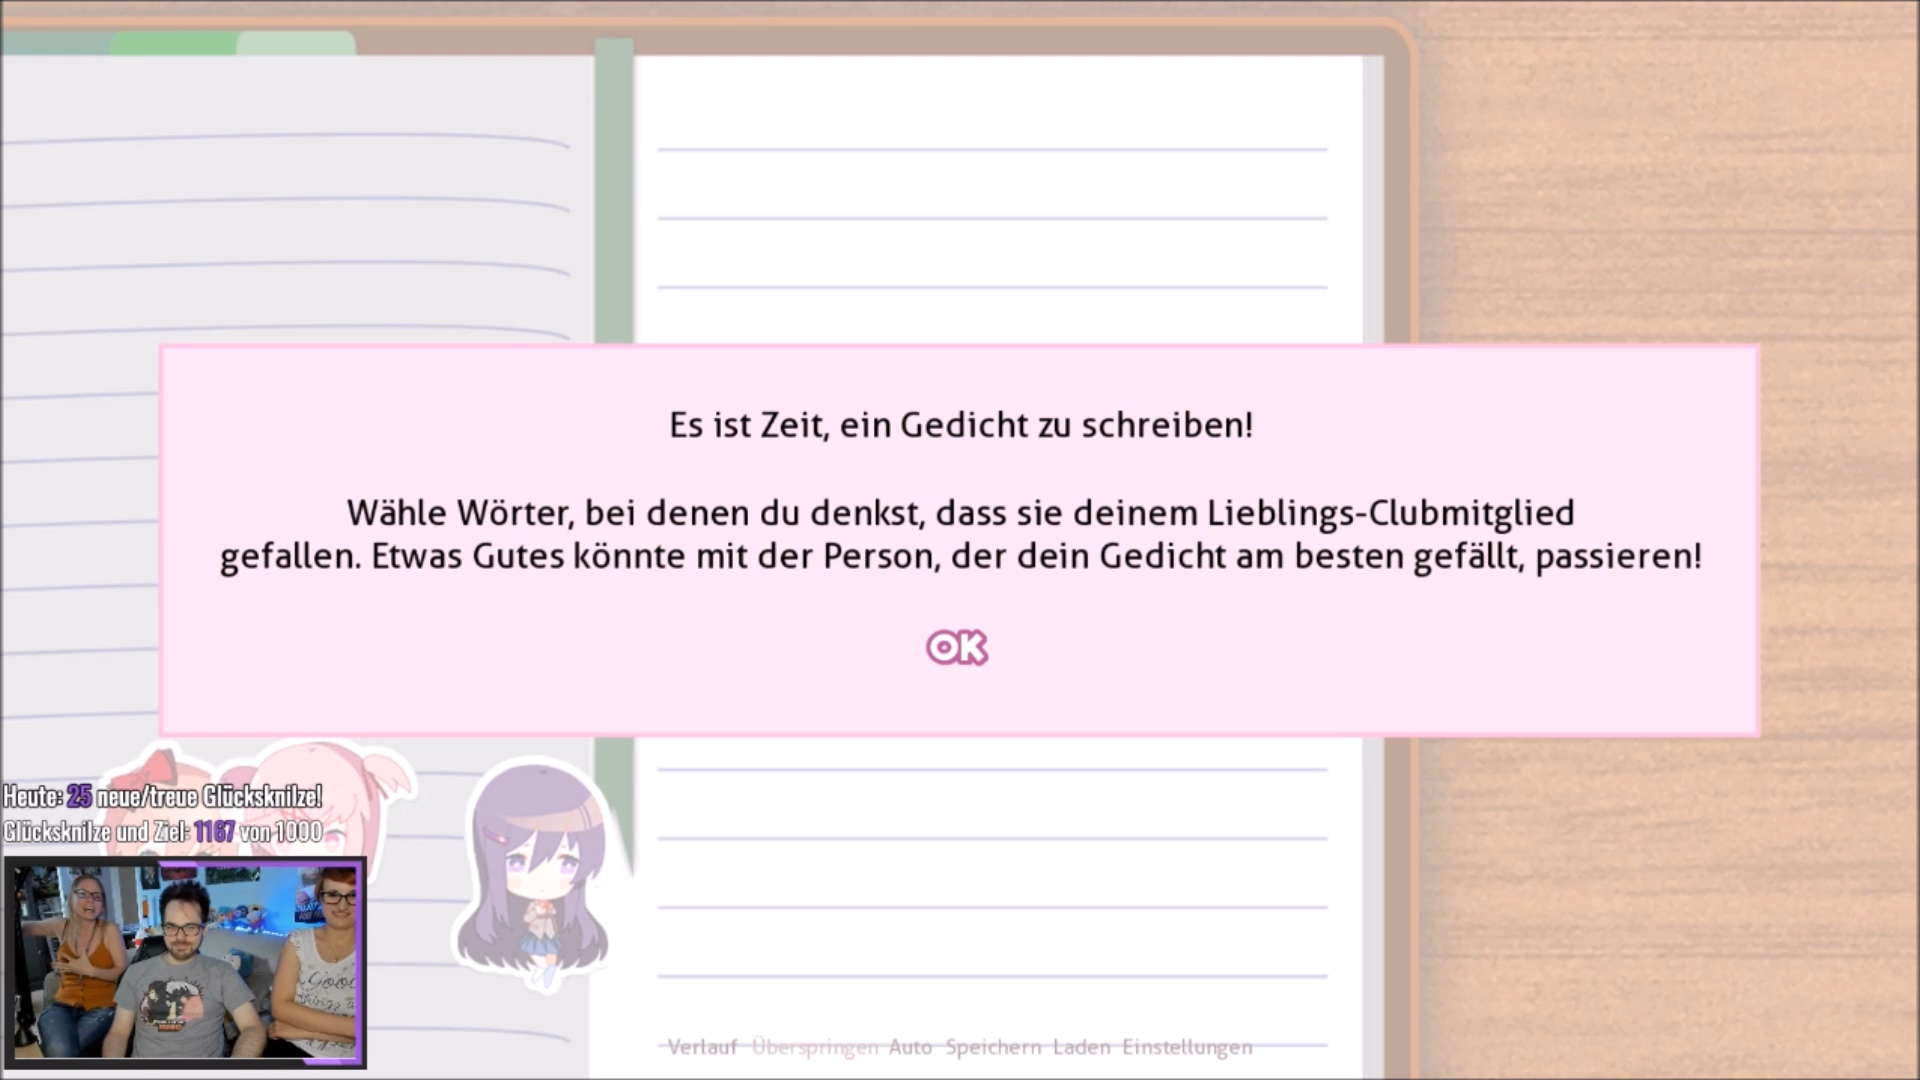 Es ist Zeit, ein Gedicht zu schreiben!
Wähle Wörter, bei denen du denkst, dass sie deinem Lieblings-Clubmitglied
gefallen. Etwas Gutes könnte mit der Person, der dein Gedicht am besten gefällt, passieren!
OK
Heute: 25 neue/treue Glücksknilze!
Glücksknilze und Ziel: 1167 von 1000
Verlauf Überspringen Auto Speichern Laden Einstellungen